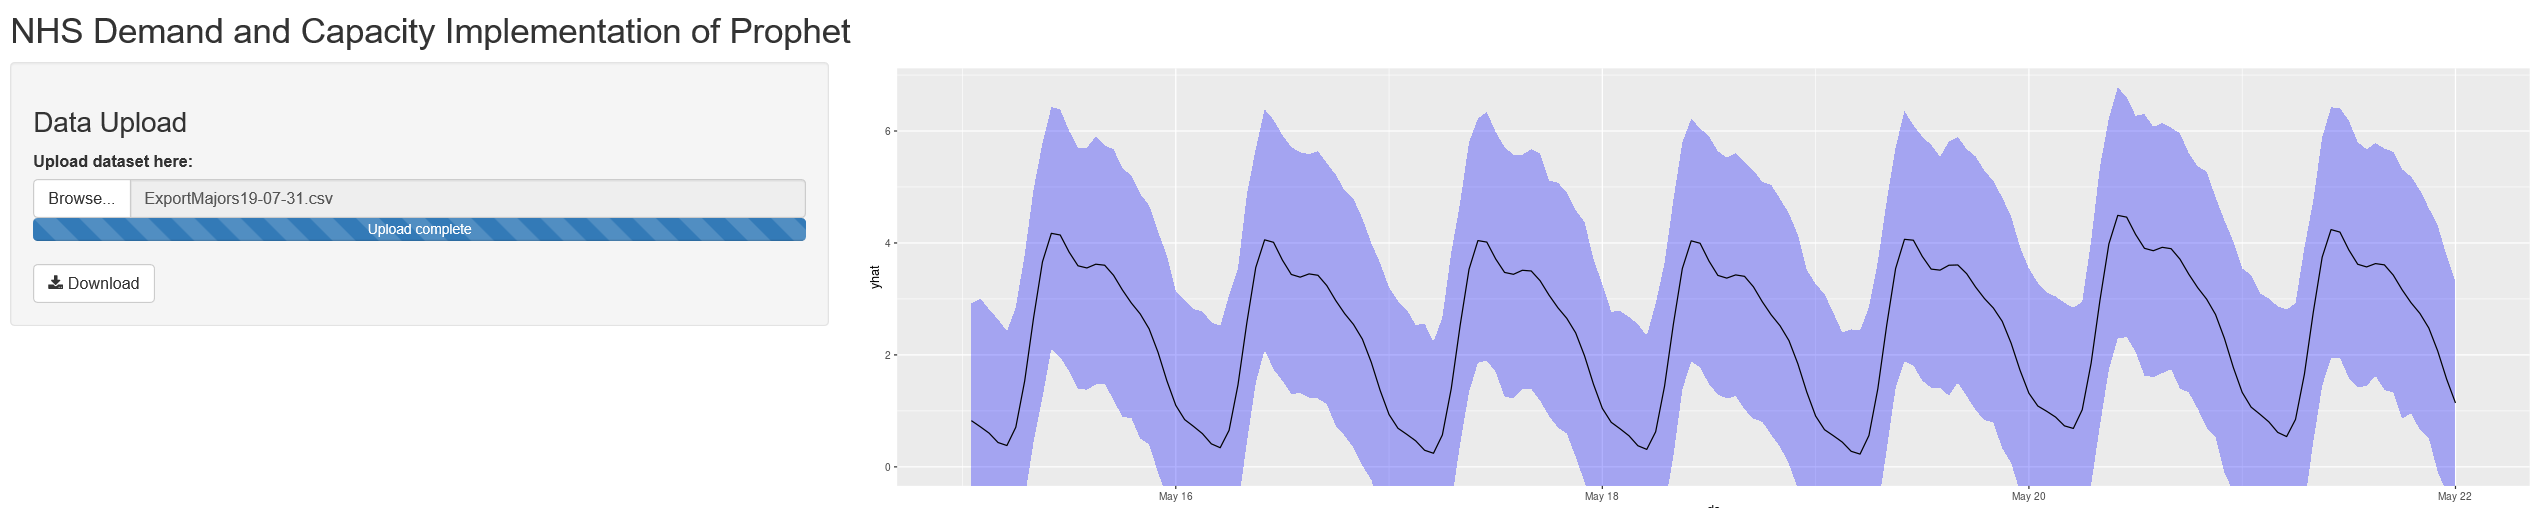 NHS Demand and Capacity Implementation of Prophet
Data Upload
Upload dataset here:
Browse...
ExportMajors19-07-31.csv
Upload complete
Download
yhat
6
4
2
0
May 16
May 18
May 20
May 22